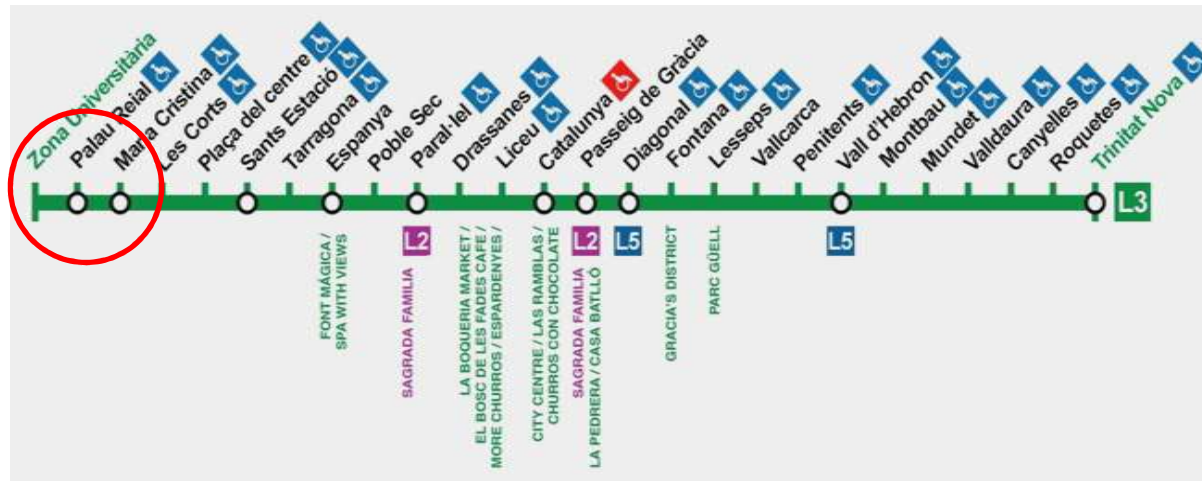 Zona Universitària
Palau Reial
Maria Cristina
Les Corts
Plaça del centre
Sants Estació
Tarragona
Espanya
Poble Sec
Paral·lel
Drassanes
Liceu
Catalunya
Passeig de Gràcia
Diagonal
Fontana
Lesseps
Vallcarca
Penitents
Vall d'Hebron
Montbau
Mundet
Valldaura
Canyelles
Roquetes
Trinitat Nova
L3
FONT MÁGICA /
SPA WITH VIEWS
L2
SAGRADA FAMILIA
LA BOQUERIA MARKET /
EL BOSC DE LES FADES CAFE /
MORE CHURROS / ESPARDENYES /
CITY CENTRE / LAS RAMBLAS /
CHURROS CON CHOCOLATE
L2
SAGRADA FAMILIA
LA PEDRERA / CASA BATLLÓ
L5
GRACIA'S DISTRICT
PARC GÜELL
L5